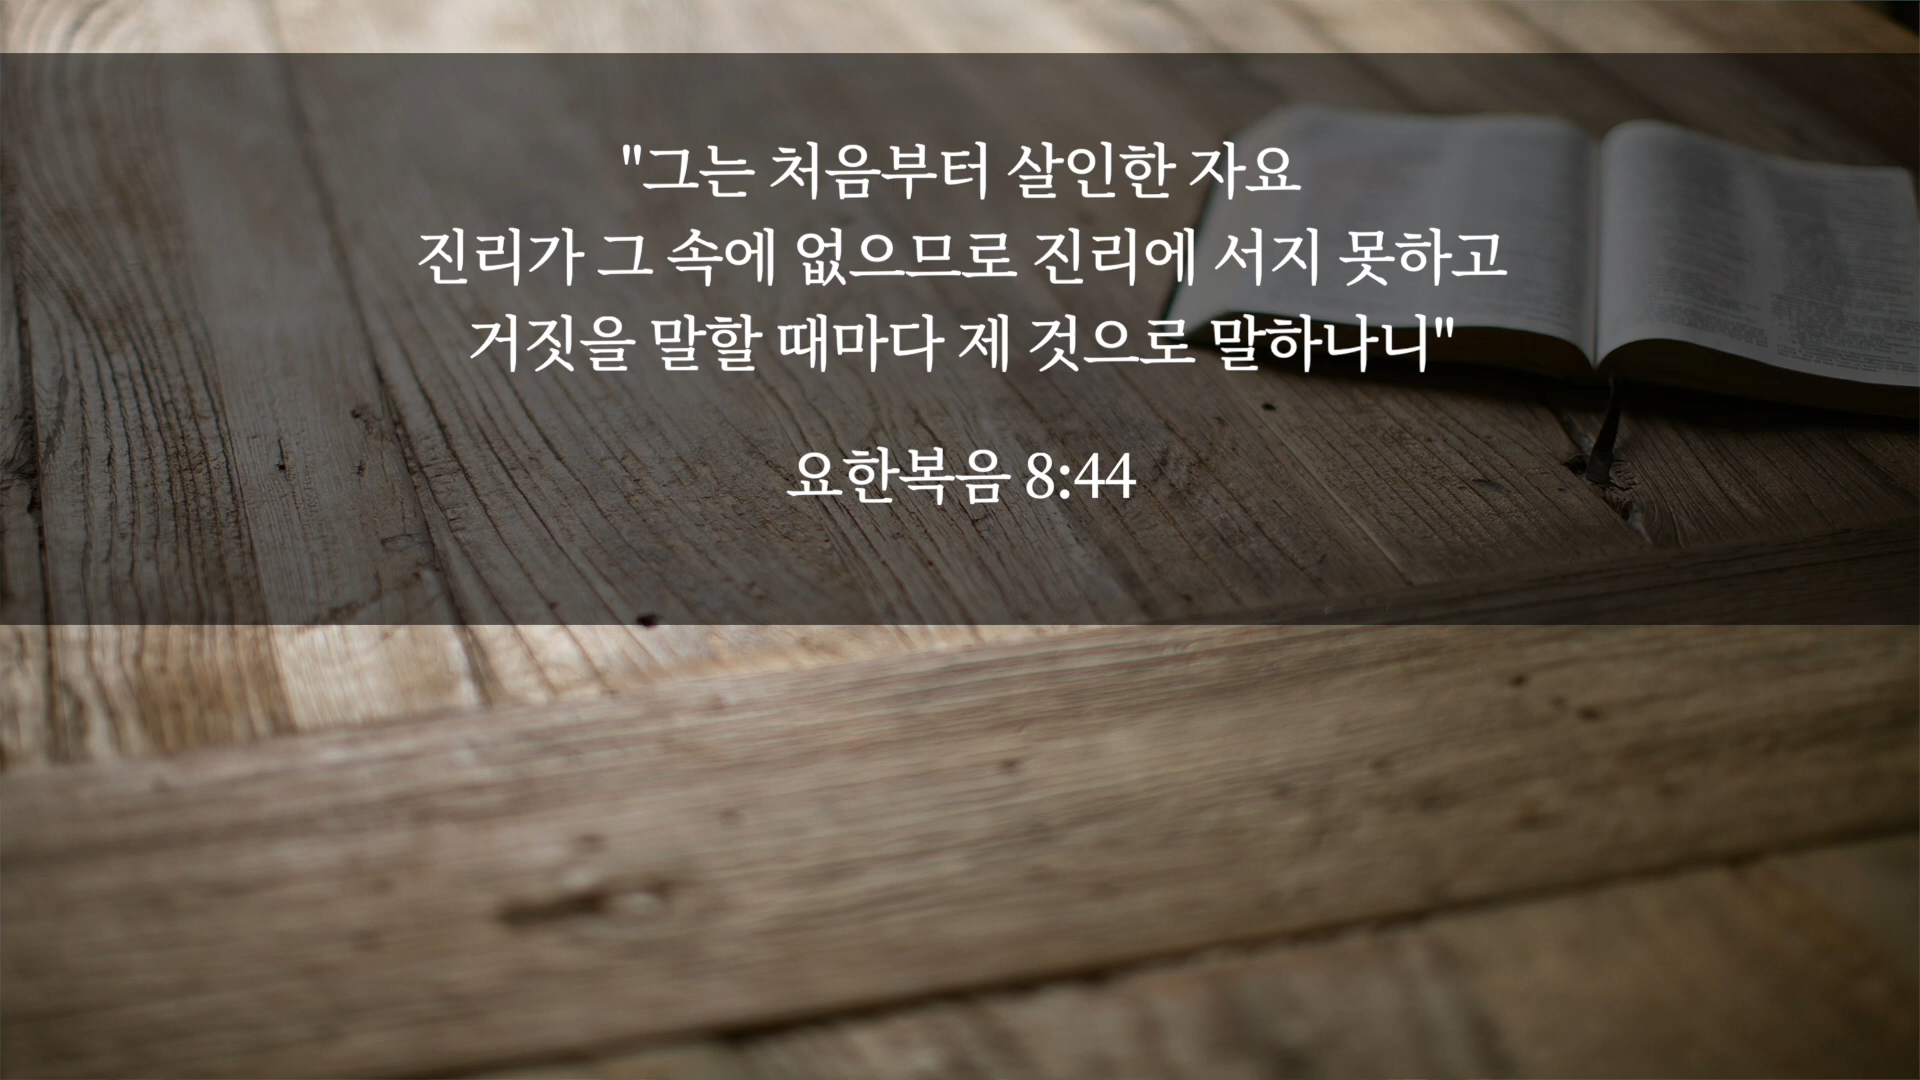 "그는 처음부터 살인한 자요
진리가 그 속에 없으므로 진리에 서지 못하고
거짓을 말할 때마다 제 것으로 말하나니"
요한복음 8:44